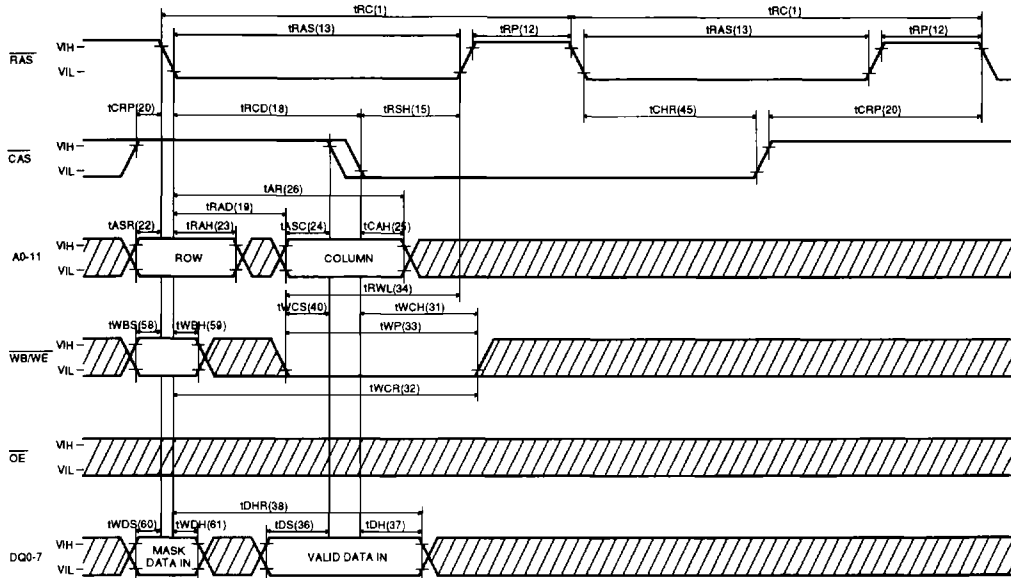 tRC(1) tRC(1)
tRAS(13) tRP(12) tRAS(13) tRP(12)
RAS VIH VIL
tCRP(20) tRCD(18) tRSH(15) tCHR(45) tCRP(20)
CAS VIH VIL
tAR(26)
tRAD(19)
tASR(22) tRAH(23) tASC(24) tCAH(25)
A0-11 VIH VIL ROW COLUMN
tRWL(34)
tWCS(40) tWCH(31)
tWBS(58) tWBH(59) tWP(33)
WB/WE VIH VIL
tWCR(32)
OE VIH VIL
tDHR(38)
tWDS(60) tWDH(61) tDS(36) tDH(37)
DQ0-7 VIH VIL MASK DATA IN VALID DATA IN